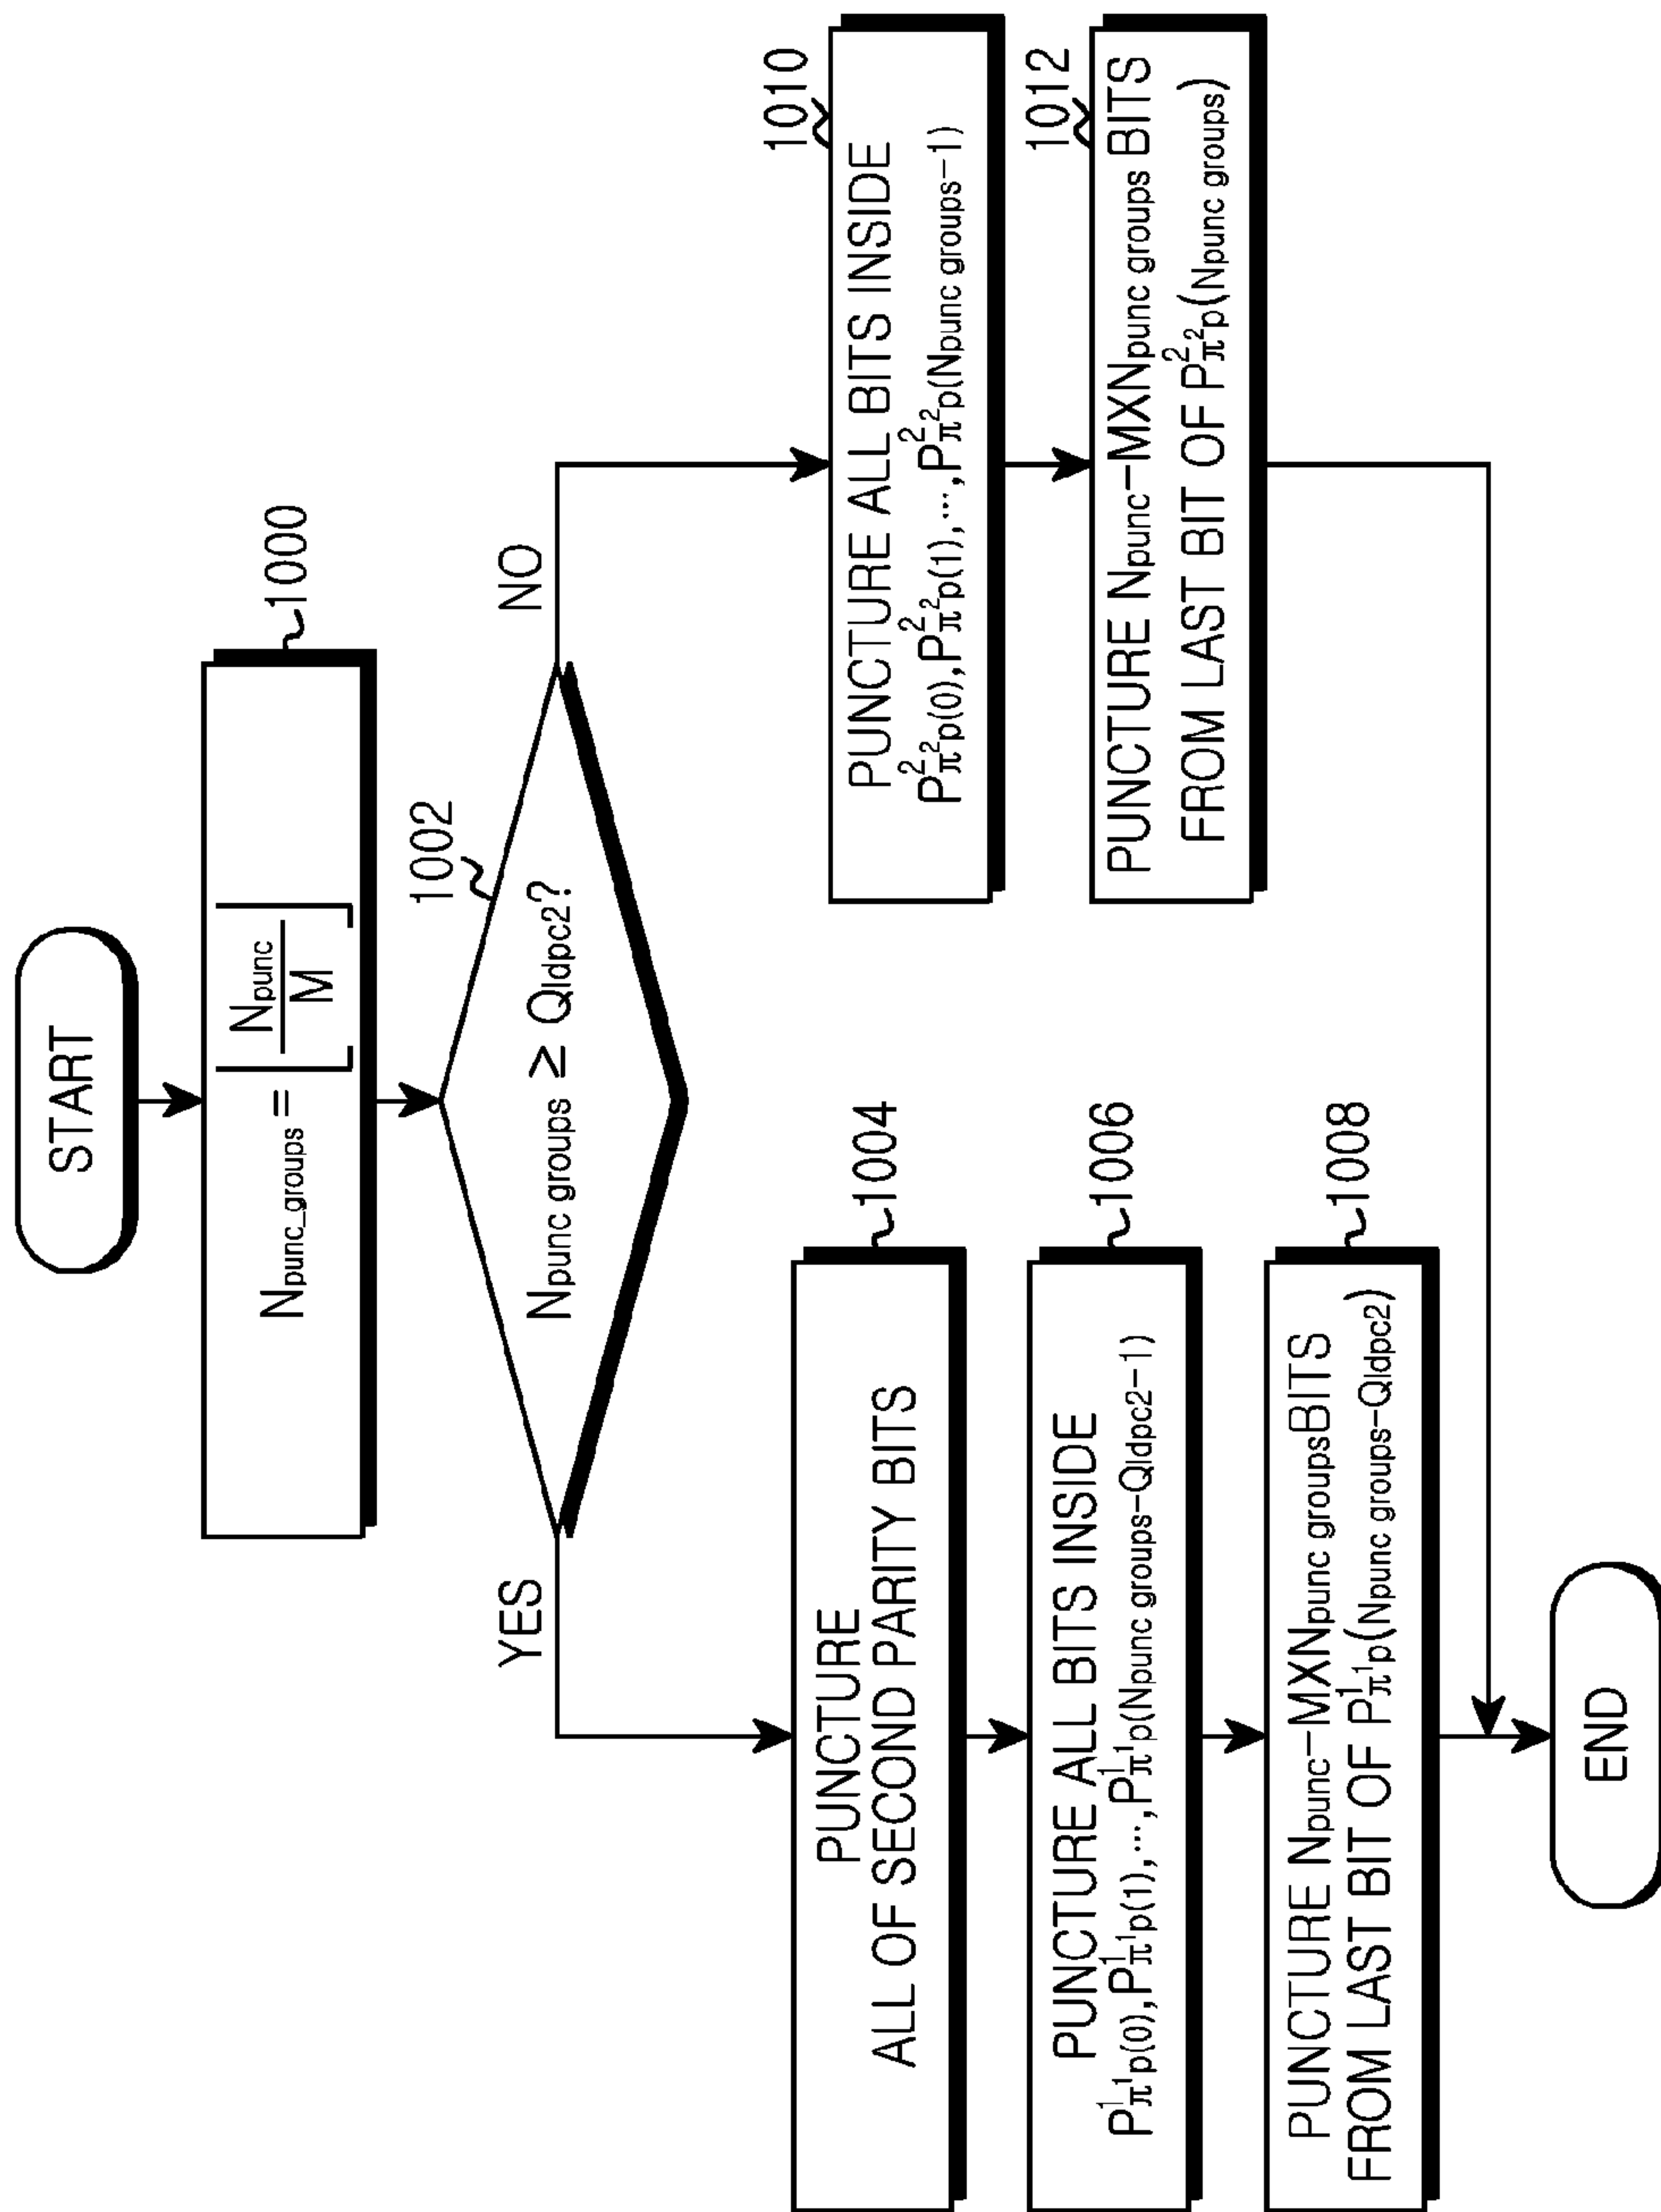 START
1000
Npunc_groups = ⌊Npunc/M⌋
1002
Npunc groups ≥ Qldpc2?
YES
NO
1004
PUNCTURE
ALL OF SECOND PARITY BITS
1006
PUNCTURE ALL BITS INSIDE
P¹π¹p(0),P¹π¹p(1),⋯,P¹π¹p(Npunc groups-Qldpc2-1)
1008
PUNCTURE Npunc-MXNpunc groupsBITS
FROM LAST BIT OF P¹π¹p(Npunc groups-Qldpc2)
1010
PUNCTURE ALL BITS INSIDE
P²π²p(0),P²π²p(1),⋯,P²π²p(Npunc groups-1)
1012
PUNCTURE Npunc-MXNpunc groups BITS
FROM LAST BIT OF P²π²p(Npunc groups)
END